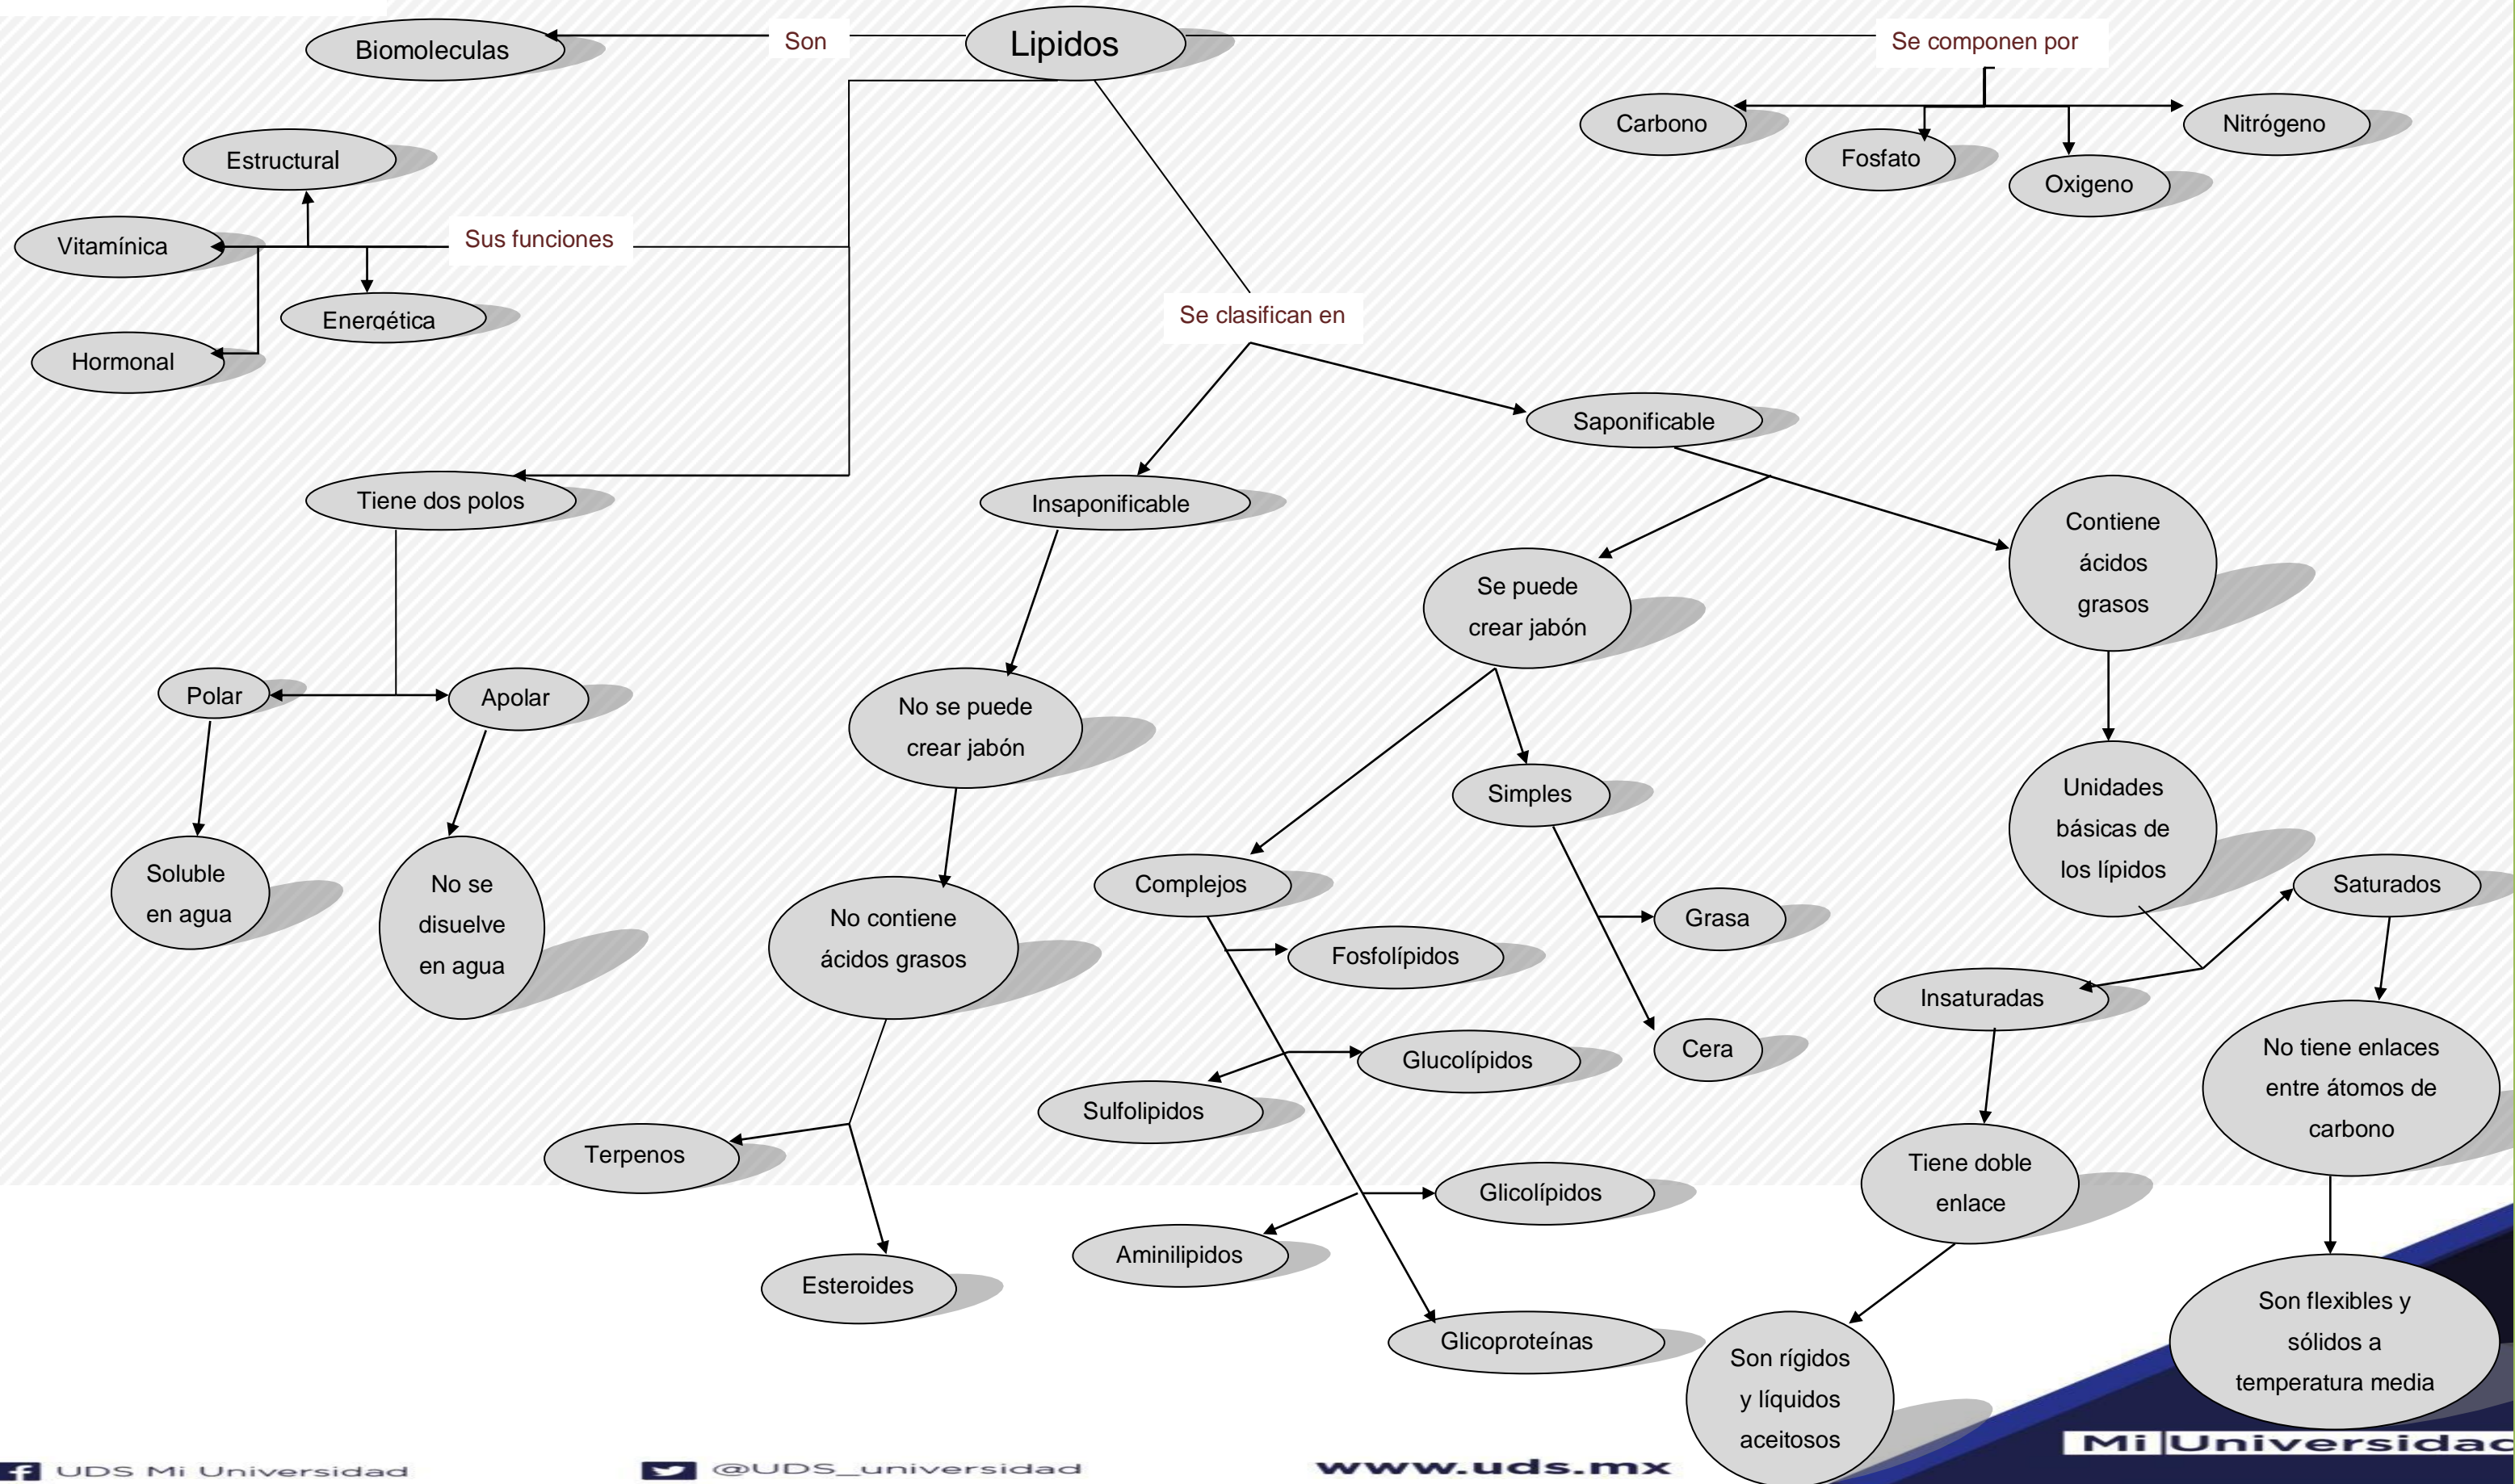 Lipidos
Son
Biomoleculas
Se componen por
Carbono
Fosfato
Oxigeno
Nitrógeno
Sus funciones
Estructural
Vitamínica
Energética
Hormonal
Se clasifican en
Saponificable
Insaponificable
Tiene dos polos
Polar
Apolar
Soluble
en agua
No se
disuelve
en agua
No se puede
crear jabón
No contiene
ácidos grasos
Terpenos
Esteroides
Se puede
crear jabón
Simples
Grasa
Cera
Complejos
Fosfolípidos
Glucolípidos
Sulfolipidos
Glicolípidos
Aminilipidos
Glicoproteínas
Contiene
ácidos
grasos
Unidades
básicas de
los lípidos
Saturados
Insaturadas
No tiene enlaces
entre átomos de
carbono
Tiene doble
enlace
Son flexibles y
sólidos a
temperatura media
Son rígidos
y líquidos
aceitosos
UDS Mi Universidad
@UDS_universidad
www.uds.mx
Mi Universidad